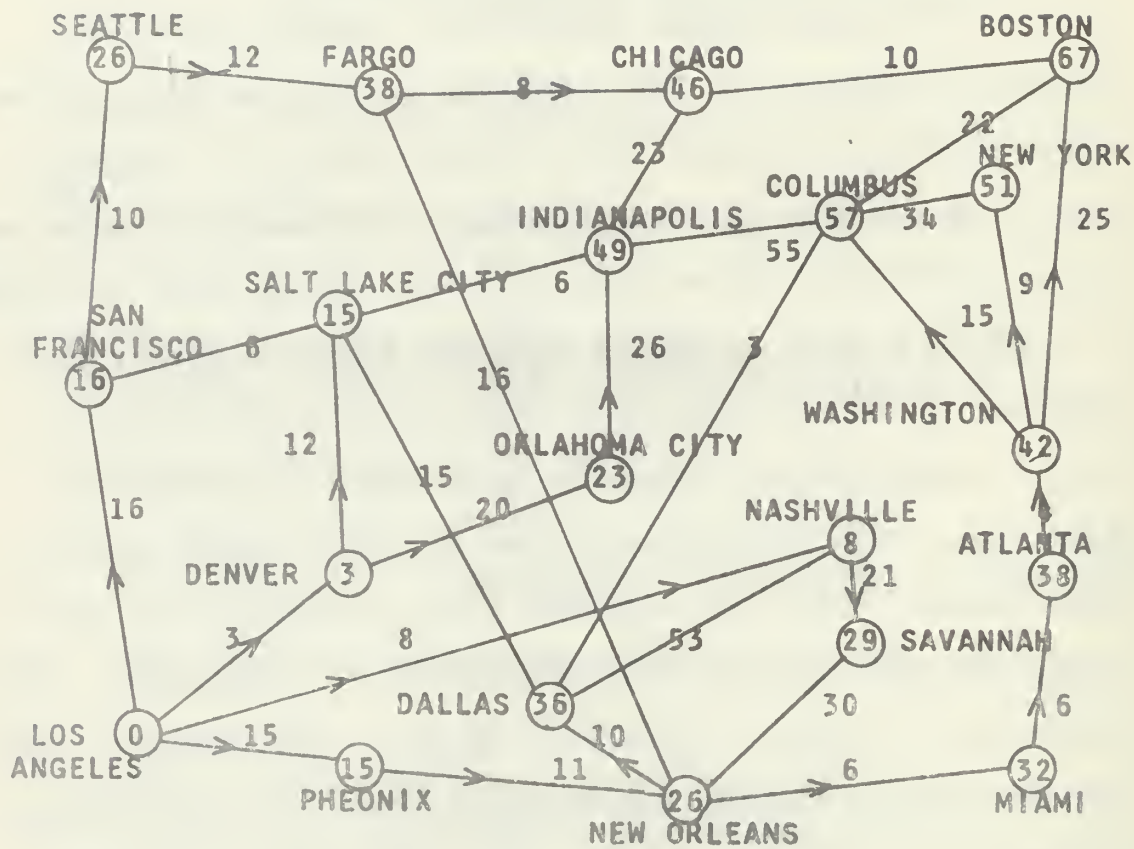 SEATTLE
26
12
FARGO
38
8
CHICAGO
46
10
BOSTON
67
22
NEW YORK
51
23
COLUMBUS
57
34
25
INDIANAPOLIS
49
55
10
SALT LAKE CITY
15
6
9
15
SAN
FRANCISCO
16
6
26
3
16
WASHINGTON
42
12
OKLAHOMA CITY
23
15
16
20
NASHVILLE
8
ATLANTA
38
DENVER
3
21
3
8
53
29
SAVANNAH
DALLAS
36
30
6
LOS
ANGELES
0
15
10
PHEONIX
15
11
26
NEW ORLEANS
6
32
MIAMI